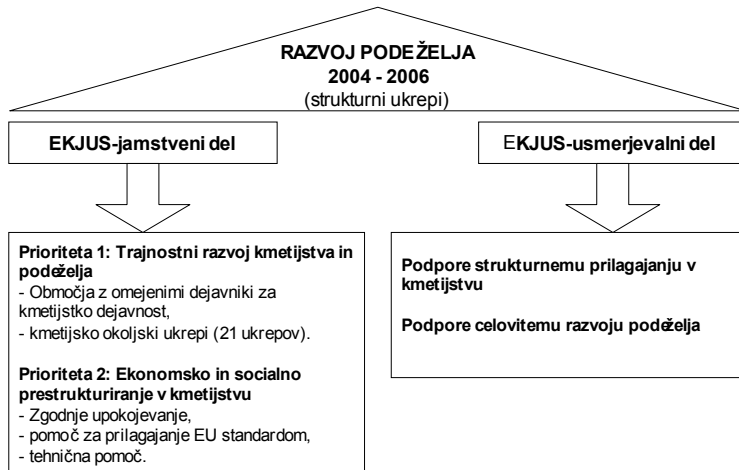 RAZVOJ PODEŽELJA
2004 - 2006
(strukturni ukrepi)
EKJUS-jamstveni del
EKJUS-usmerjevalni del
Prioriteta 1: Trajnostni razvoj kmetijstva in
podeželja
- Območja z omejenimi dejavniki za
kmetijstko dejavnost,
- kmetijsko okoljski ukrepi (21 ukrepov).
Prioriteta 2: Ekonomsko in socialno
prestrukturiranje v kmetijstvu
- Zgodnje upokojevanje,
- pomoč za prilagajanje EU standardom,
- tehnična pomoč.
Podpore strukturnemu prilagajanju v
kmetijstvu
Podpore celovitemu razvoju podeželja